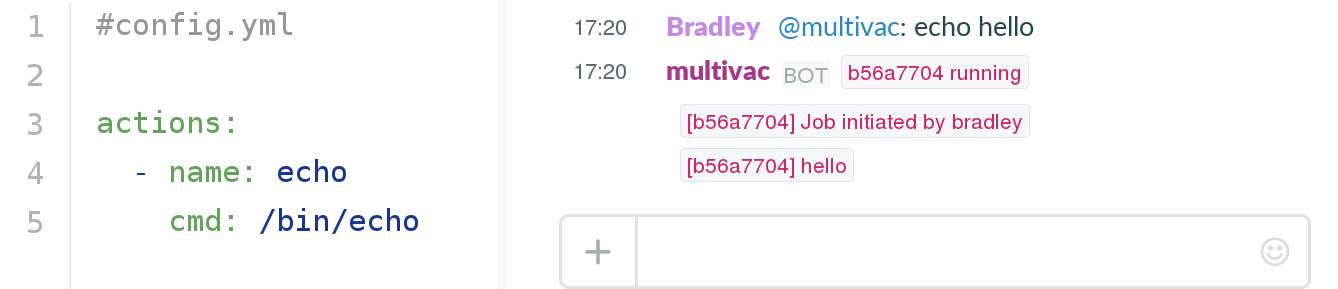 1 #config.yml
2
3 actions:
4 - name: echo
5 cmd: /bin/echo
17:20 Bradley @multivac: echo hello
17:20 multivac BOT b56a7704 running
[b56a7704] Job initiated by bradley
[b56a7704] hello